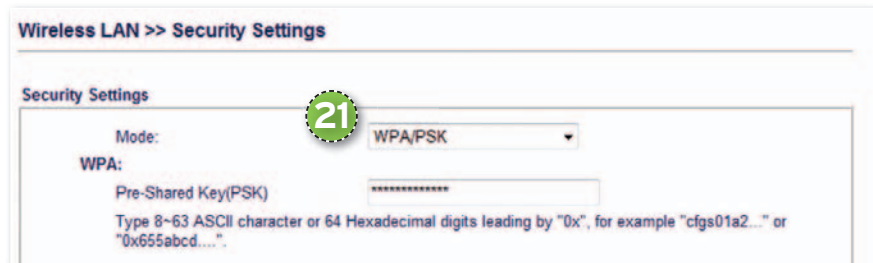 Wireless LAN >> Security Settings
Security Settings
21
Mode: WPA/PSK
WPA:
Pre-Shared Key(PSK) *************
Type 8~63 ASCII character or 64 Hexadecimal digits leading by "0x", for example "cfgs01a2..." or
"0x655abcd....".